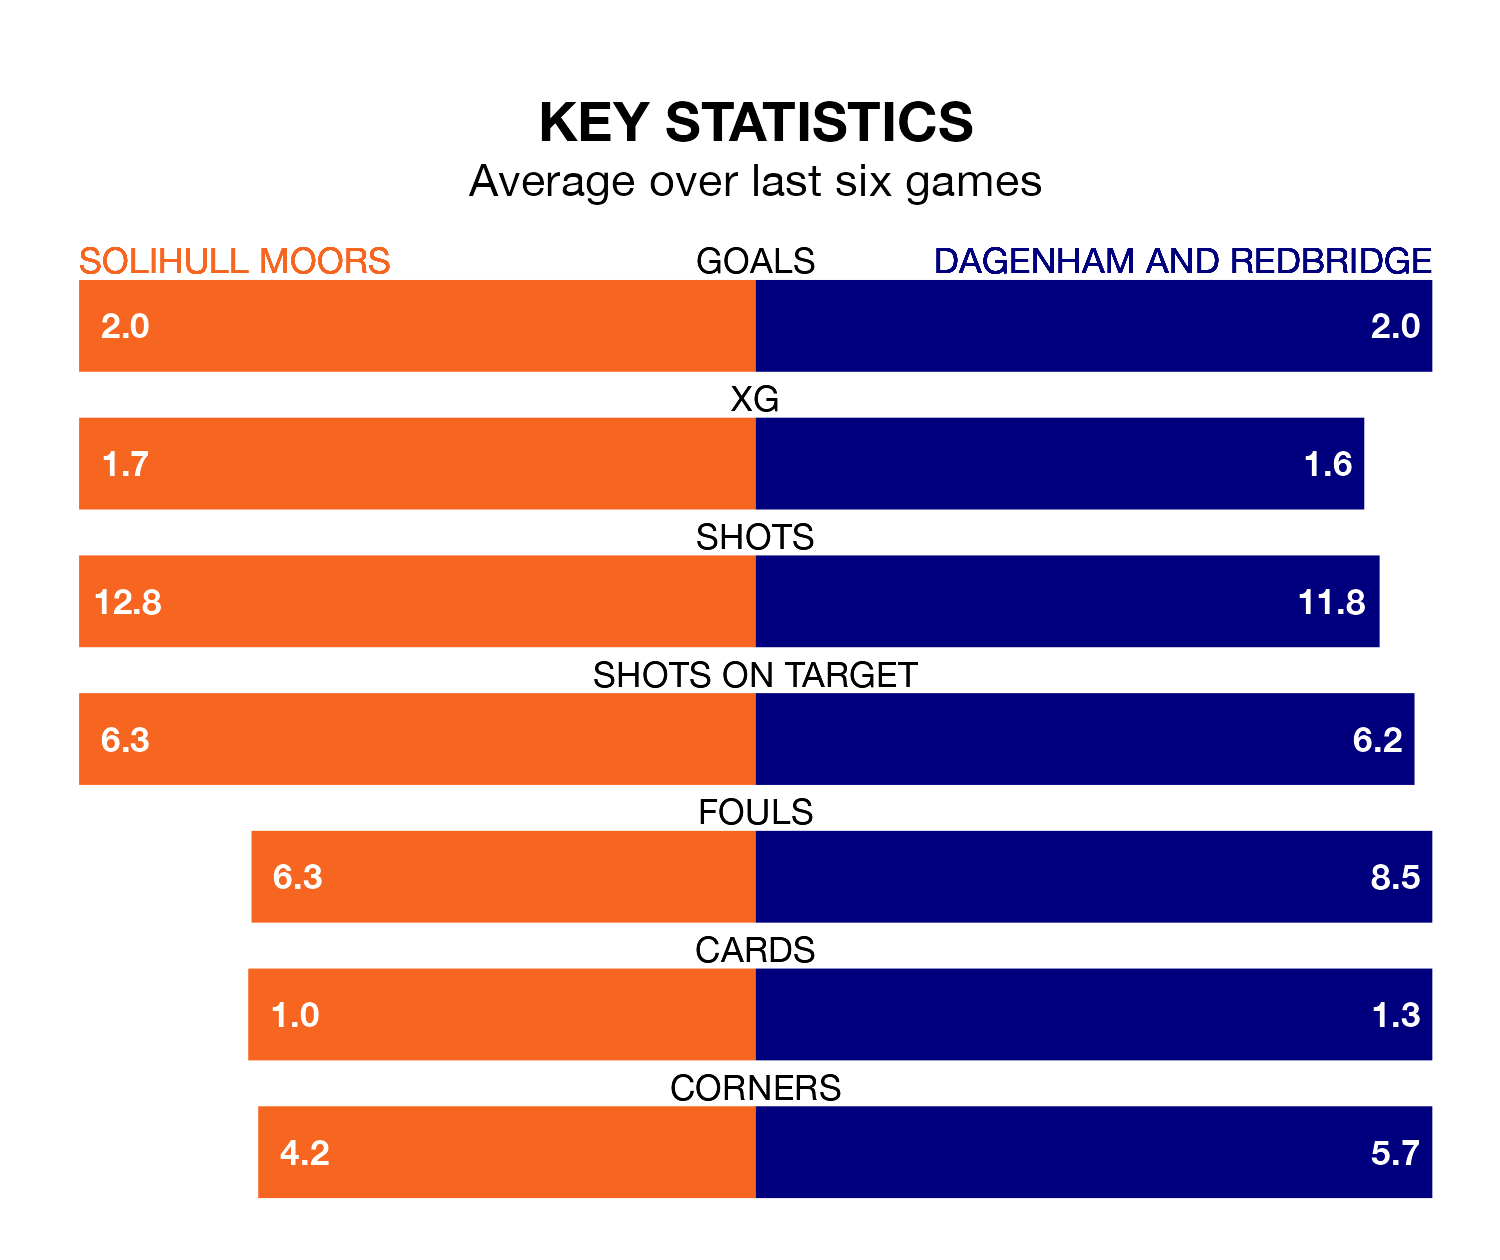 KEY STATISTICS
Average over last six games
SOLIHULL MOORS GOALS DAGENHAM AND REDBRIDGE
2.0 2.0
XG
1.7 1.6
SHOTS
12.8 11.8
SHOTS ON TARGET
6.3 6.2
FOULS
6.3 8.5
CARDS
1.0 1.3
CORNERS
4.2 5.7